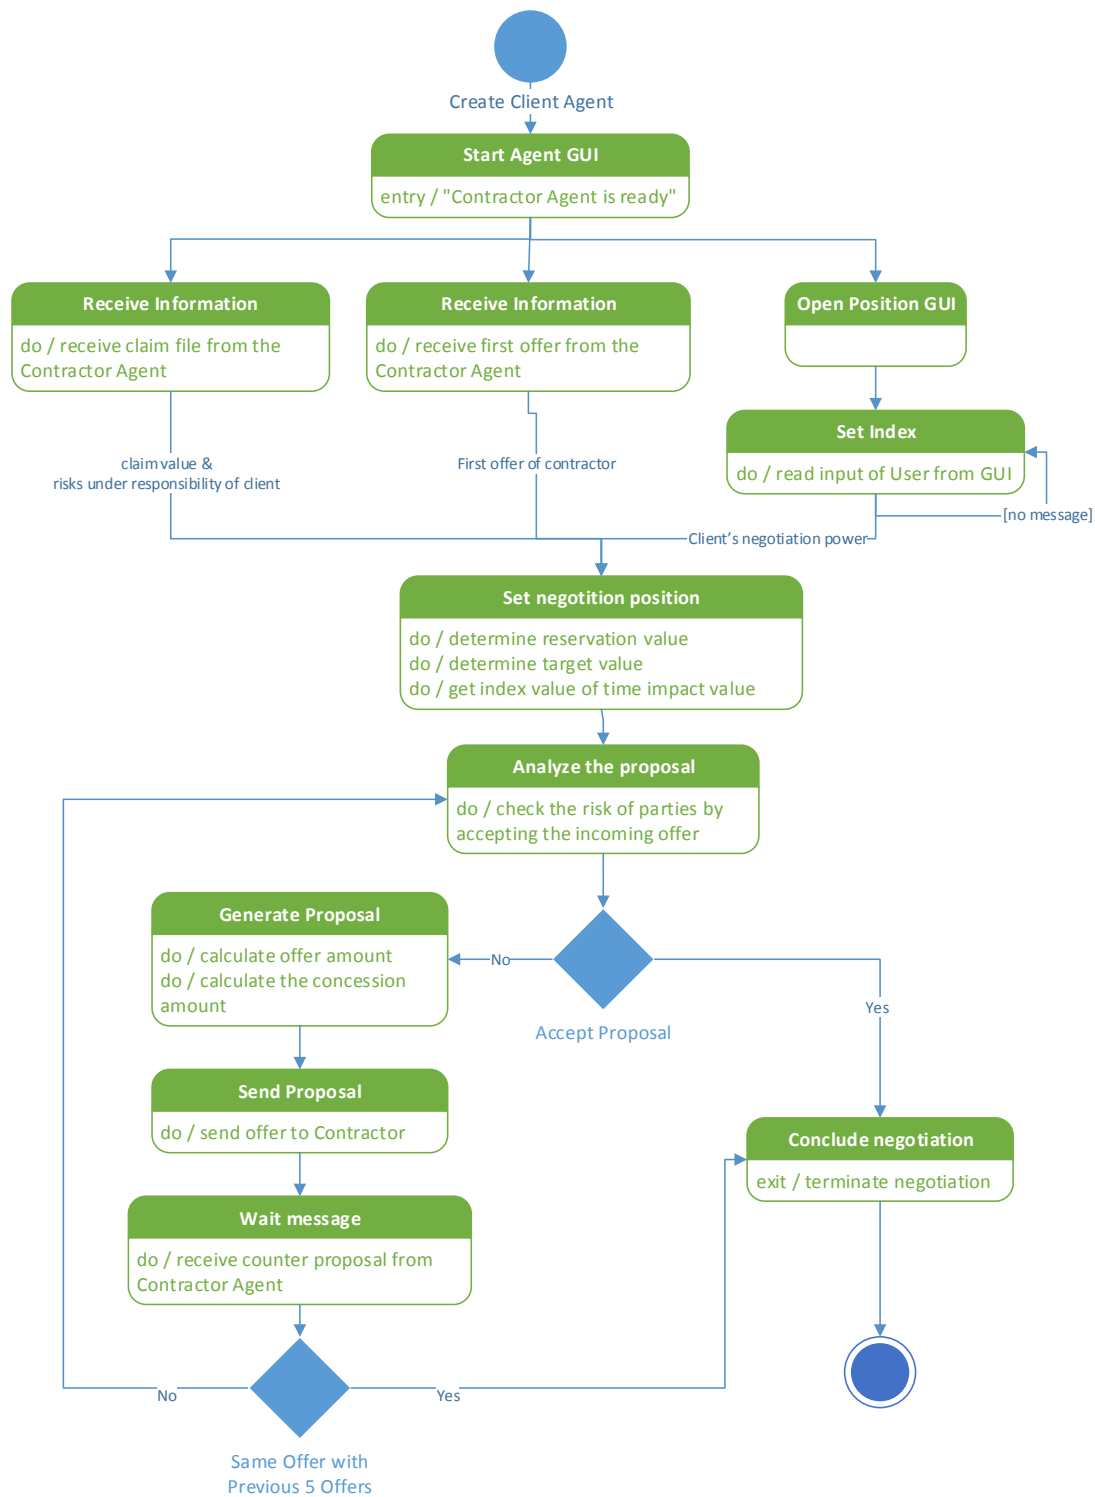 Create Client Agent
Start Agent GUI
entry / "Contractor Agent is ready"
Receive Information
do / receive claim file from the
Contractor Agent
Receive Information
do / receive first offer from the
Contractor Agent
Open Position GUI
Set Index
do / read input of User from GUI
claim value &
risks under responsibility of client
First offer of contractor
[no message]
Client's negotiation power
Set negotition position
do / determine reservation value
do / determine target value
do / get index value of time impact value
Analyze the proposal
do / check the risk of parties by
accepting the incoming offer
Generate Proposal
do / calculate offer amount
do / calculate the concession
amount
No
Accept Proposal
Yes
Send Proposal
do / send offer to Contractor
Conclude negotiation
exit / terminate negotiation
Wait message
do / receive counter proposal from
Contractor Agent
No
Yes
Same Offer with
Previous 5 Offers